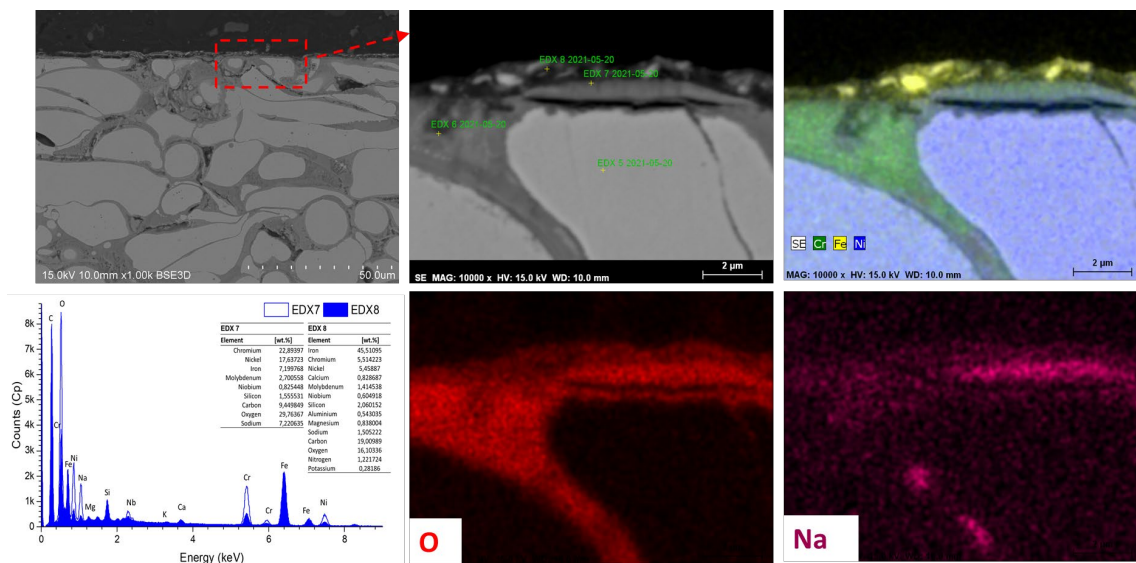 15.0kV 10.0mm x1.00k BSE3D
50.0um
EDX 8 2021-05-20
EDX 7 2021-05-20
EDX 6 2021-05-20
EDX 5 2021-05-20
SE MAG: 10000 x HV: 15.0 kV WD: 10.0 mm
2 µm
SE Cr Fe Ni
MAG: 10000 x HV: 15.0 kV WD: 10.0 mm
2 µm
EDX7 EDX8
EDX 7
Element [wt.%]
Chromium 22,89397
Nickel 17,63723
Iron 7,199768
Molybdenum 2,700558
Niobium 0,825448
Silicon 1,555531
Carbon 9,449849
Oxygen 29,76367
Sodium 7,220635
EDX 8
Element [wt.%]
Iron 45,51095
Chromium 5,514223
Nickel 5,45887
Calcium 0,828687
Molybdenum 1,414538
Niobium 0,604918
Silicon 2,060152
Aluminium 0,543035
Magnesium 0,838004
Sodium 1,505222
Carbon 19,00989
Oxygen 16,10336
Nitrogen 1,221724
Potassium 0,28186
8k
7k
6k
5k
4k
3k
2k
1k
0
Counts (Cp)
C
O
Cr
Fe
Ni
Na
Mg
Si
Nb
K
Ca
Cr
Cr
Fe
Fe
Ni
0 2 4 6 8
Energy (keV)
O
Na